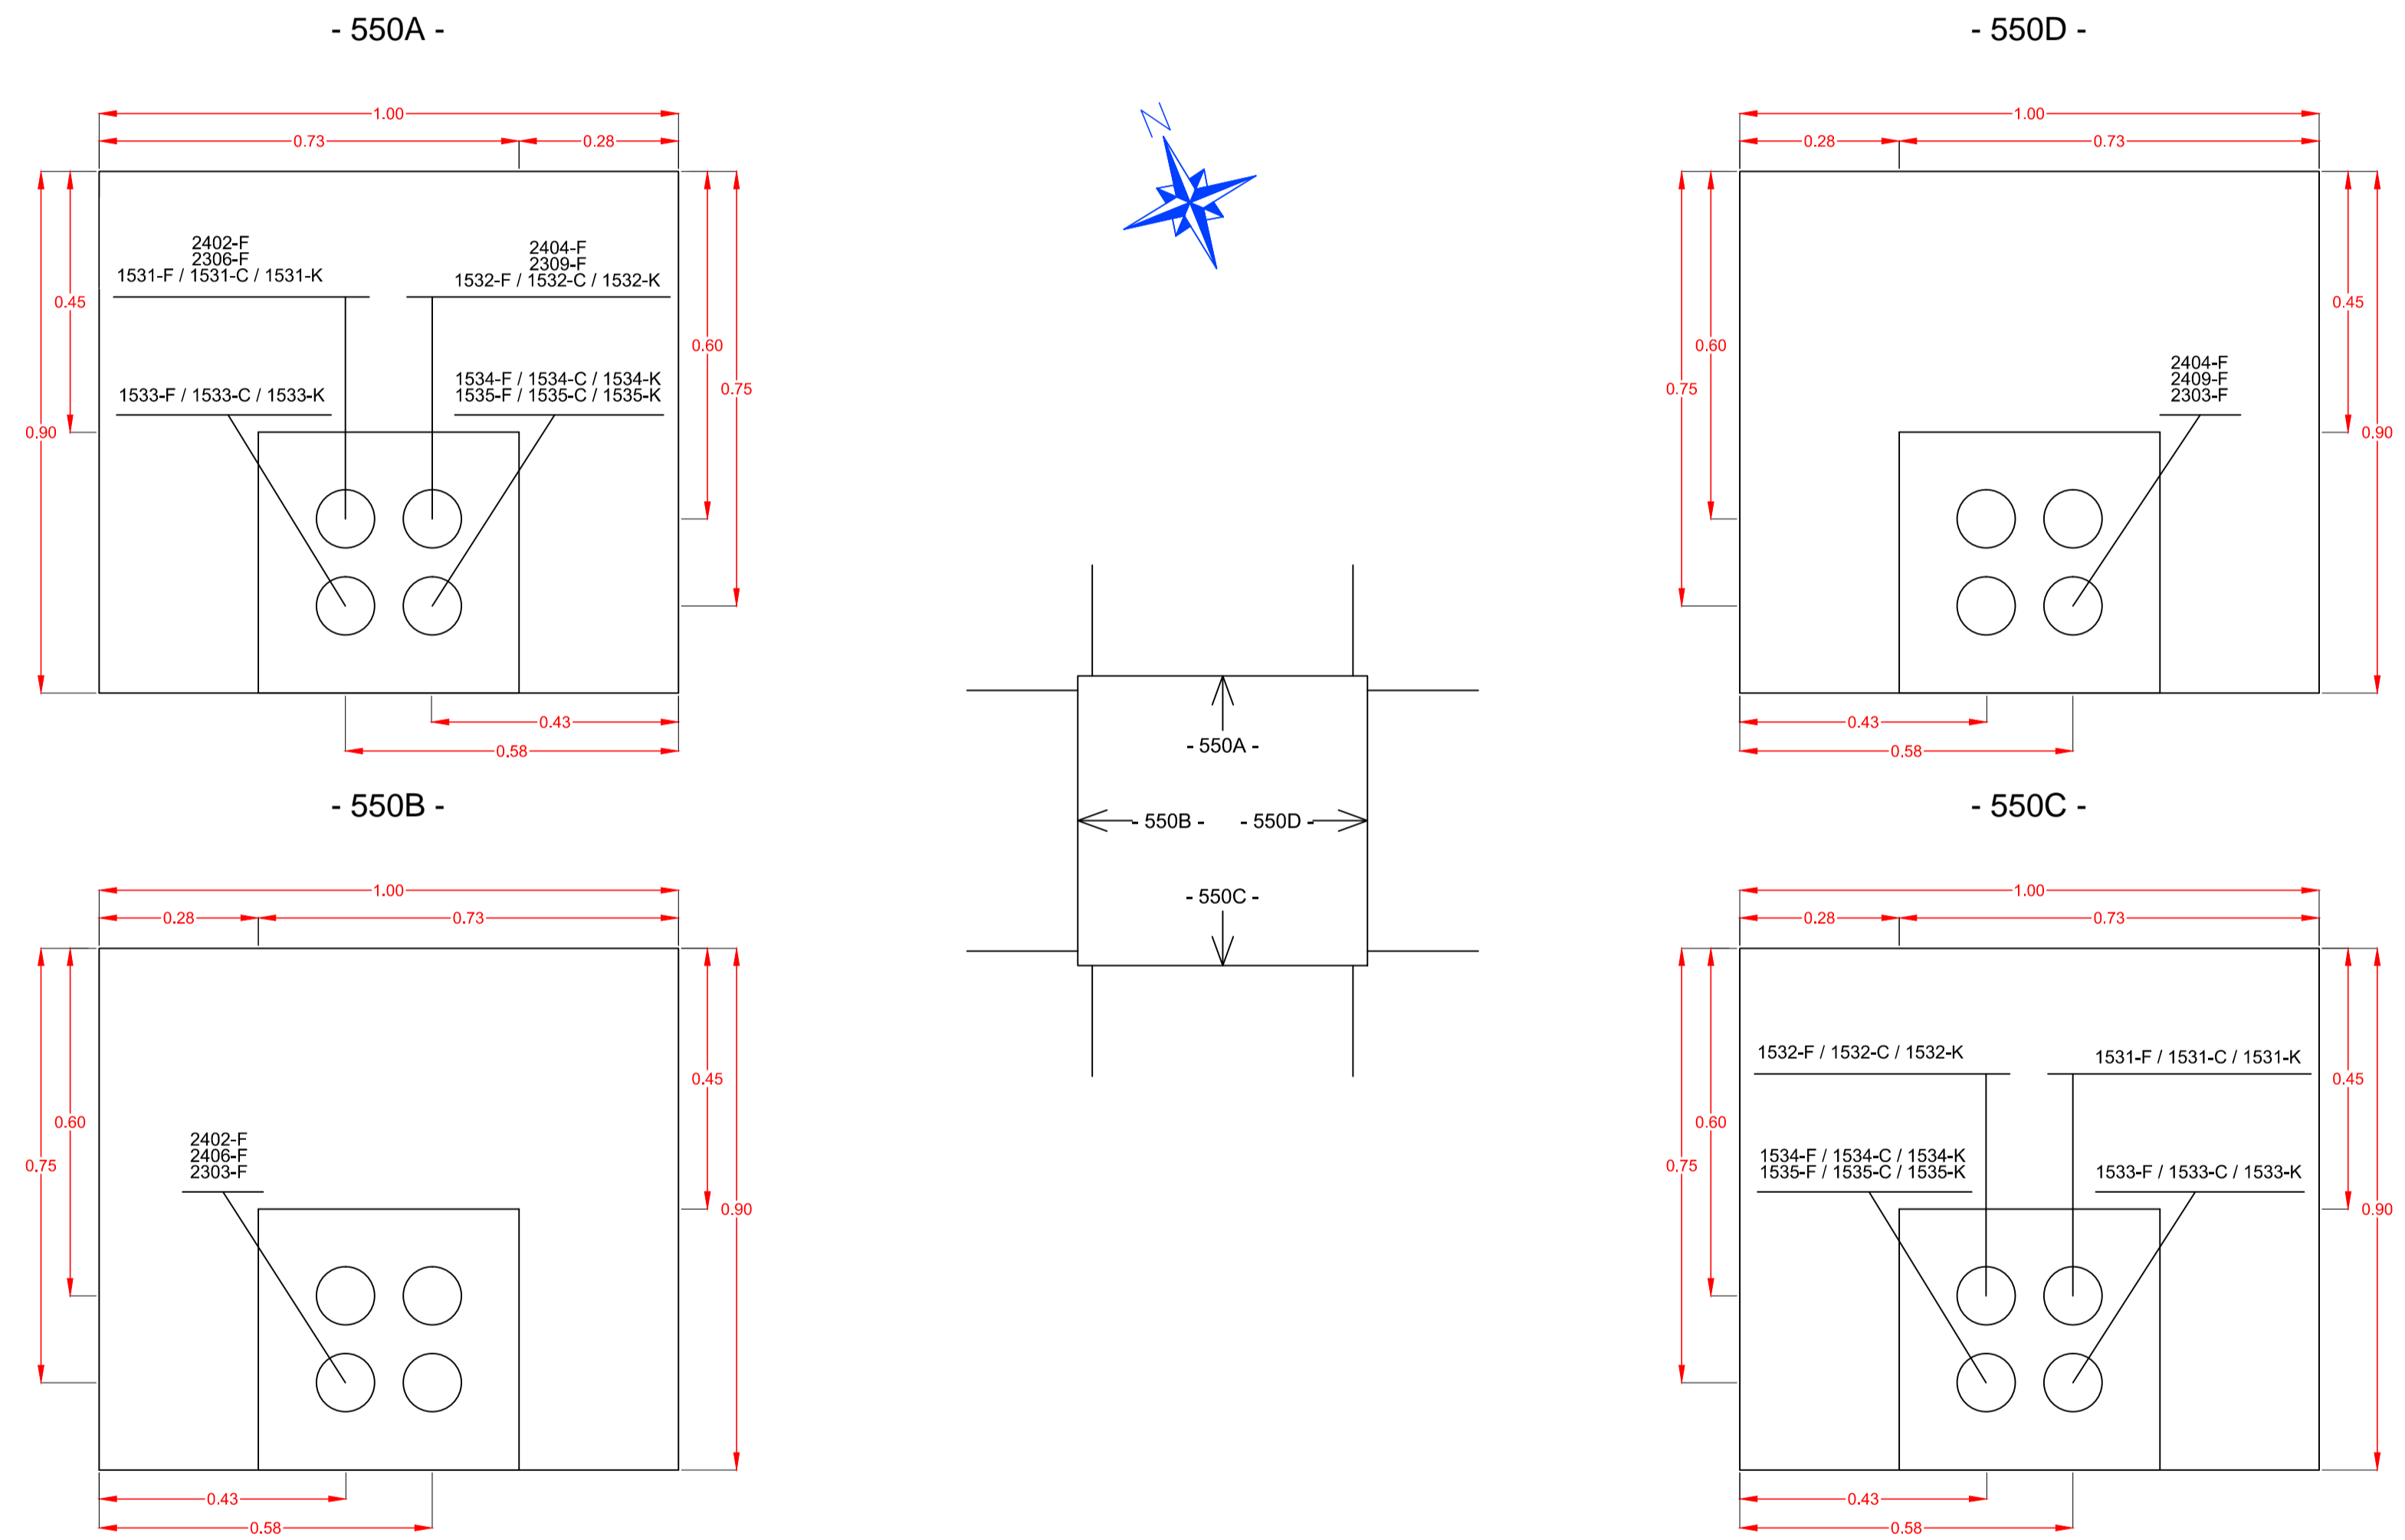 - 550A -
1.00
0.73
0.28
2402-F
2306-F
1531-F / 1531-C / 1531-K
2404-F
2309-F
1532-F / 1532-C / 1532-K
0.45
0.60
1533-F / 1533-C / 1533-K
1534-F / 1534-C / 1534-K
1535-F / 1535-C / 1535-K
0.75
0.90
0.43
0.58
N
- 550D -
1.00
0.28
0.73
0.45
0.60
0.75
2404-F
2409-F
2303-F
0.90
0.43
0.58
- 550A -
- 550B -
- 550D -
- 550C -
- 550B -
1.00
0.28
0.73
0.45
0.60
0.75
2402-F
2406-F
2303-F
0.90
0.43
0.58
- 550C -
1.00
0.28
0.73
1532-F / 1532-C / 1532-K
1531-F / 1531-C / 1531-K
0.45
0.60
1534-F / 1534-C / 1534-K
1535-F / 1535-C / 1535-K
1533-F / 1533-C / 1533-K
0.75
0.90
0.43
0.58